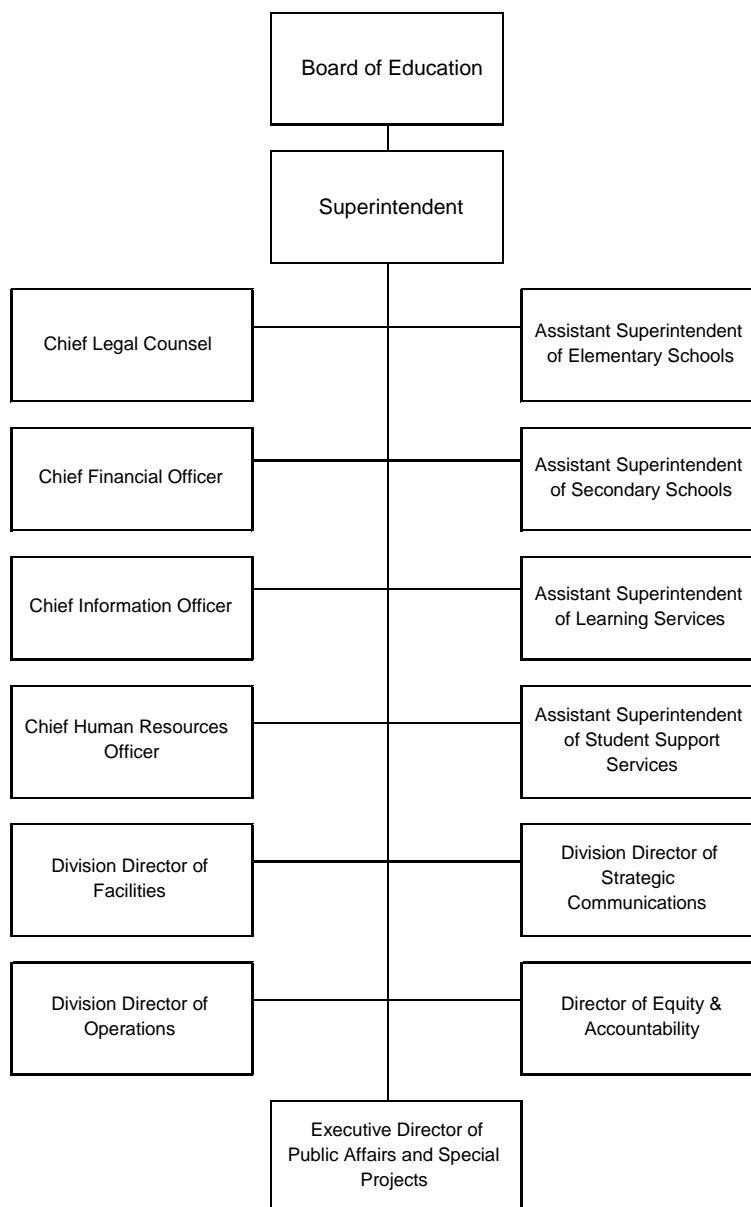 Board of Education
Superintendent
Chief Legal Counsel
Assistant Superintendent
of Elementary Schools
Chief Financial Officer
Assistant Superintendent
of Secondary Schools
Chief Information Officer
Assistant Superintendent
of Learning Services
Chief Human Resources
Officer
Assistant Superintendent
of Student Support
Services
Division Director of
Facilities
Division Director of
Strategic
Communications
Division Director of
Operations
Director of Equity &
Accountability
Executive Director of
Public Affairs and Special
Projects